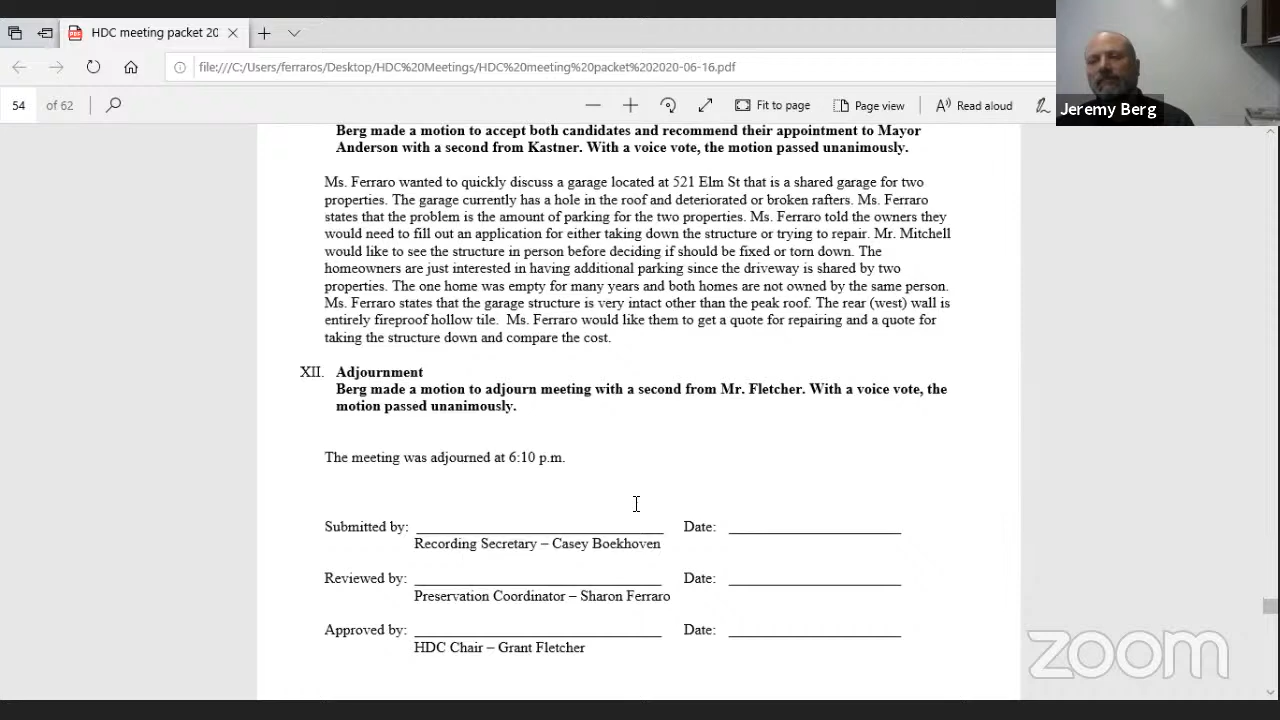 HDC meeting packet 20
file:///C:/Users/ferraros/Desktop/HDC%20Meetings/HDC%20meeting%20packet%202020-06-16.pdf
54 of 62
Fit to page
Page view
Read aloud
Jeremy Berg
Berg made a motion to accept both candidates and recommend their appointment to Mayor
Anderson with a second from Kastner. With a voice vote, the motion passed unanimously.
Ms. Ferraro wanted to quickly discuss a garage located at 521 Elm St that is a shared garage for two
properties. The garage currently has a hole in the roof and deteriorated or broken rafters. Ms. Ferraro
states that the problem is the amount of parking for the two properties. Ms. Ferraro told the owners they
would need to fill out an application for either taking down the structure or trying to repair. Mr. Mitchell
would like to see the structure in person before deciding if should be fixed or torn down. The
homeowners are just interested in having additional parking since the driveway is shared by two
properties. The one home was empty for many years and both homes are not owned by the same person.
Ms. Ferraro states that the garage structure is very intact other than the peak roof. The rear (west) wall is
entirely fireproof hollow tile.  Ms. Ferraro would like them to get a quote for repairing and a quote for
taking the structure down and compare the cost.
XII. Adjournment
Berg made a motion to adjourn meeting with a second from Mr. Fletcher. With a voice vote, the
motion passed unanimously.
The meeting was adjourned at 6:10 p.m.
Submitted by: Date:
Recording Secretary – Casey Boekhoven
Reviewed by: Date:
Preservation Coordinator – Sharon Ferraro
Approved by: Date:
HDC Chair – Grant Fletcher
zoom